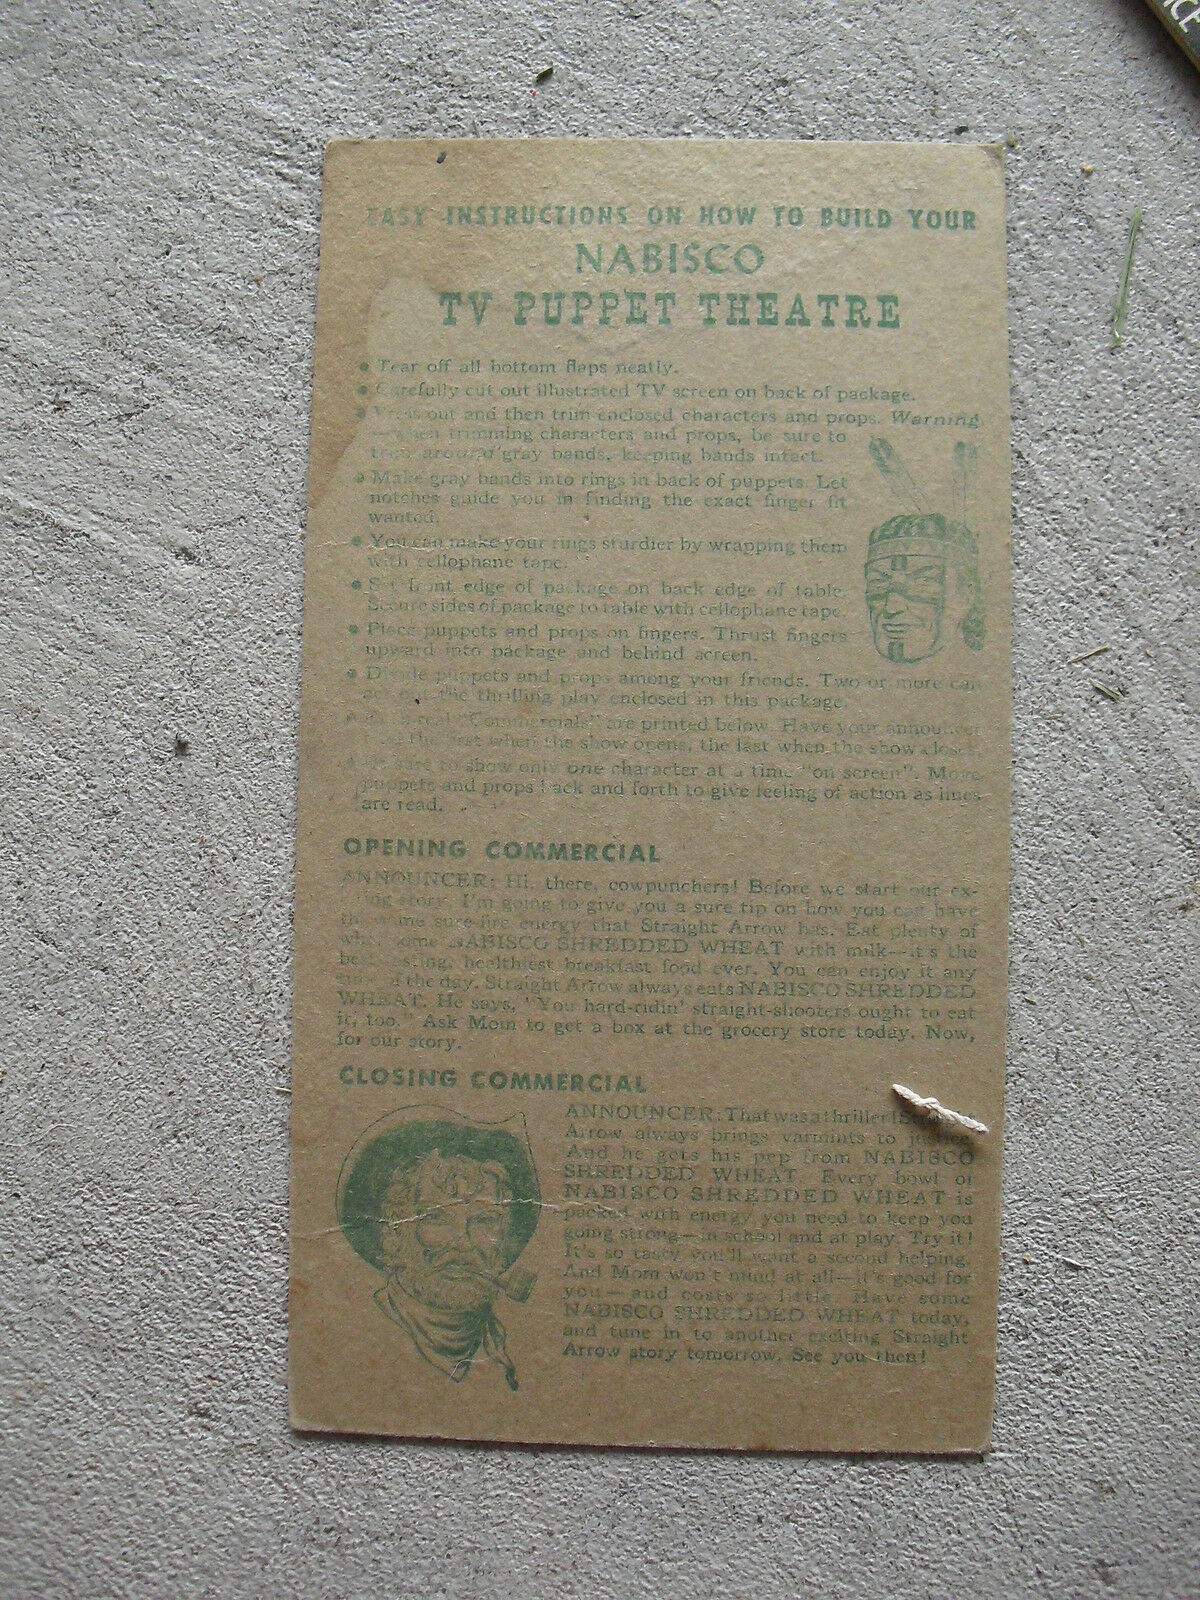 ICE
EASY INSTRUCTIONS ON HOW TO BUILD YOUR
NABISCO
TV PUPPET THEATRE
• Tear off all bottom flaps neatly.
• Carefully cut out illustrated TV screen on back of package.
• Press out and then trim enclosed characters and props. Warning
—when trimming characters and props, be sure to
trim around gray bands, keeping bands intact.
• Make gray bands into rings in back of puppets. Let
notches guide you in finding the exact finger fit
wanted.
• You can make your rings sturdier by wrapping them
with cellophane tape.
• Set front edge of package on back edge of table.
Secure sides of package to table with cellophane tape.
• Place puppets and props on fingers. Thrust fingers
upward into package and behind screen.
• Divide puppets and props among your friends. Two or more can
act out the thrilling play enclosed in this package.
• real "Commercials" are printed below. Have your announcer
the first when the show opens, the last when the show closes.
• Be sure to show only one character at a time "on screen". Move
puppets and props back and forth to give feeling of action as lines
are read.
OPENING COMMERCIAL
ANNOUNCER: Hi, there, cowpunchers! Before we start our ex-
citing story, I'm going to give you a sure tip on how you can have
the same sure-fire energy that Straight Arrow has. Eat plenty of
wholesome NABISCO SHREDDED WHEAT with milk—it's the
best tasting, healthiest breakfast food ever. You can enjoy it any
time of the day. Straight Arrow always eats NABISCO SHREDDED
WHEAT. He says, "You hard-ridin' straight-shooters ought to eat
it, too." Ask Mom to get a box at the grocery store today. Now,
for our story.
CLOSING COMMERCIAL
ANNOUNCER: That was a thriller! Straight
Arrow always brings varmints to justice.
And he gets his pep from NABISCO
SHREDDED WHEAT. Every bowl of
NABISCO SHREDDED WHEAT is
packed with energy you need to keep you
going strong—in school and at play. Try it!
It's so tasty you'll want a second helping.
And Mom won't mind at all—it's good for
you—and costs so little. Have some
NABISCO SHREDDED WHEAT today,
and tune in to another exciting Straight
Arrow story tomorrow. See you then!